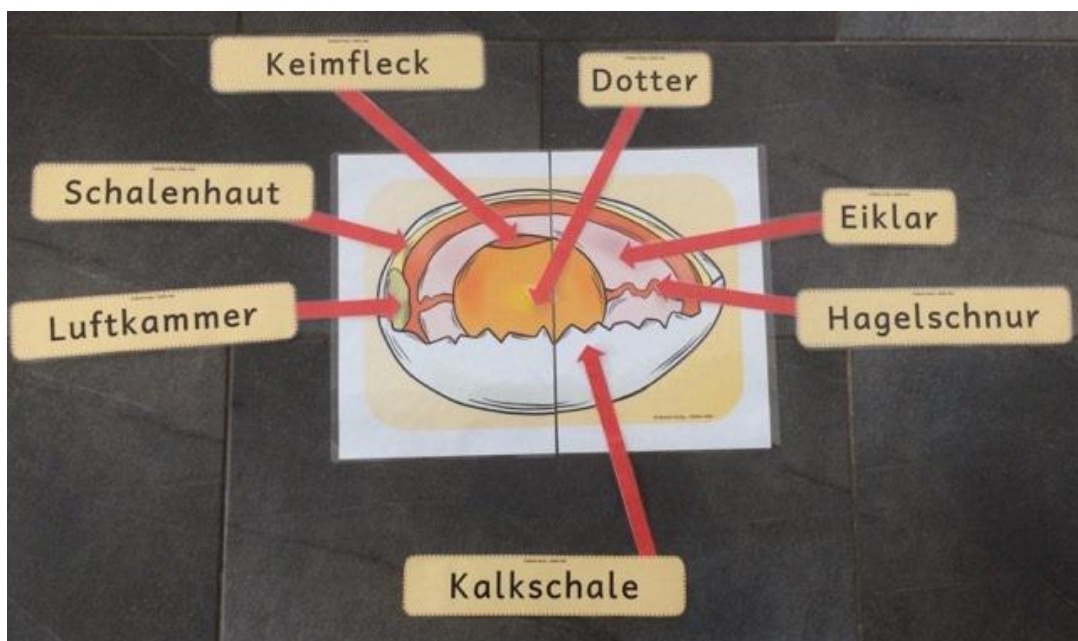 Keimfleck
Dotter
Schalenhaut
Eiklar
Luftkammer
Hagelschnur
Kalkschale